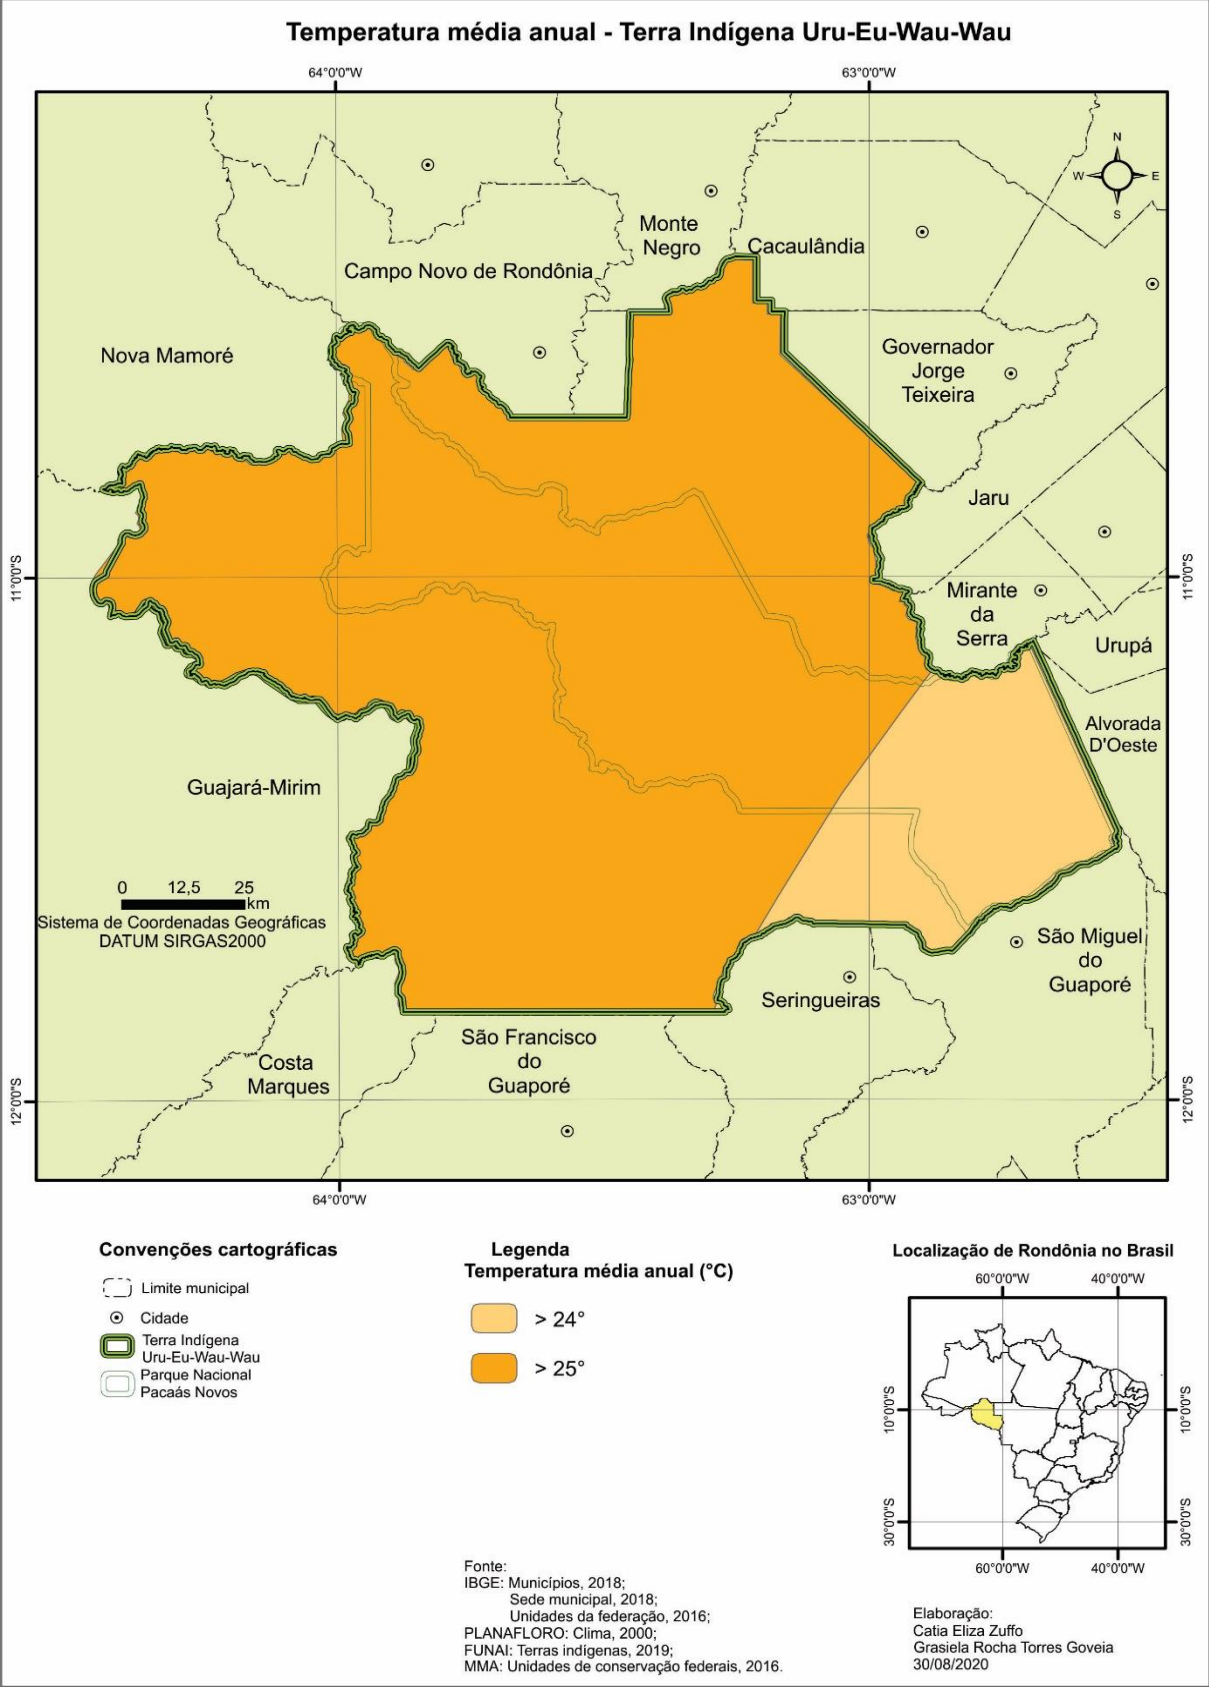 Temperatura média anual - Terra Indígena Uru-Eu-Wau-Wau
64°0'0"W
63°0'0"W
N
W
E
S
Monte
Negro
Cacaulândia
Campo Novo de Rondônia
Nova Mamoré
Governador
Jorge
Teixeira
Jaru
11°0'0"S
11°0'0"S
Mirante
da
Serra
Urupá
Alvorada
D'Oeste
Guajará-Mirim
0 12,5 25
km
Sistema de Coordenadas Geográficas
DATUM SIRGAS2000
São Miguel
do
Guaporé
Seringueiras
São Francisco
do
Guaporé
Costa
Marques
12°0'0"S
12°0'0"S
64°0'0"W
63°0'0"W
Convenções cartográficas
Limite municipal
Cidade
Terra Indígena
Uru-Eu-Wau-Wau
Parque Nacional
Pacaás Novos
Legenda
Temperatura média anual (°C)
> 24°
> 25°
Localização de Rondônia no Brasil
60°0'0"W
40°0'0"W
10°0'0"S
10°0'0"S
30°0'0"S
30°0'0"S
60°0'0"W
40°0'0"W
Fonte:
IBGE: Municípios, 2018;
Sede municipal, 2018;
Unidades da federação, 2016;
PLANAFLORO: Clima, 2000;
FUNAI: Terras indígenas, 2019;
MMA: Unidades de conservação federais, 2016.
Elaboração:
Catia Eliza Zuffo
Grasiela Rocha Torres Goveia
30/08/2020